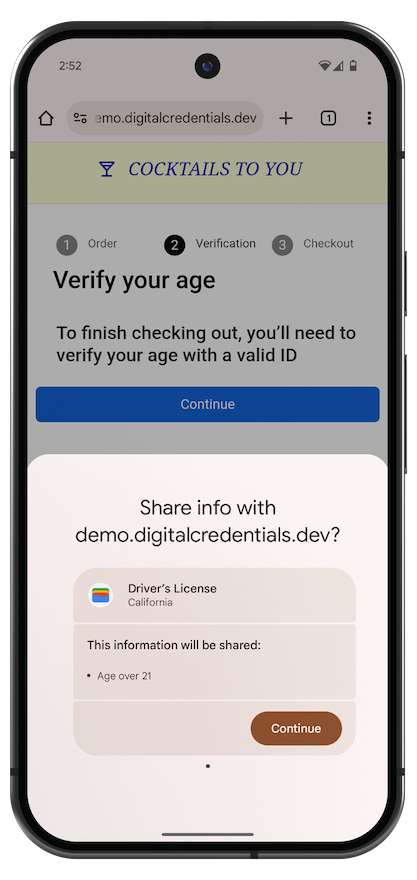 2:52
emo.digitalcredentials.dev
1
COCKTAILS TO YOU
1 Order 2 Verification 3 Checkout
Verify your age
To finish checking out, you’ll need to
verify your age with a valid ID
Continue
Share info with
demo.digitalcredentials.dev?
Driver’s License
California
This information will be shared:
• Age over 21
Continue